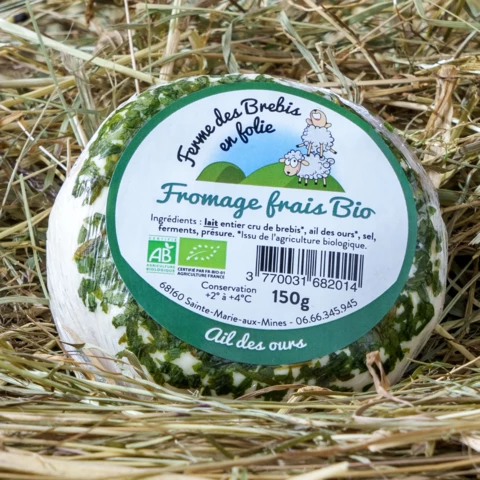 Ferme des Brebis
en folie
Fromage frais Bio
Ingrédients : lait entier cru de brebis*, ail des ours*, sel,
ferments, présure. *Issu de l'agriculture biologique.
CERTIFIÉ
AB
AGRICULTURE
BIOLOGIQUE
CERTIFIÉ PAR FR-BIO-01
AGRICULTURE FRANCE
3 770031 682014
Conservation
+2° à +4°C
150g
68160 Sainte-Marie-aux-Mines - 06.66.345.945
Ail des ours